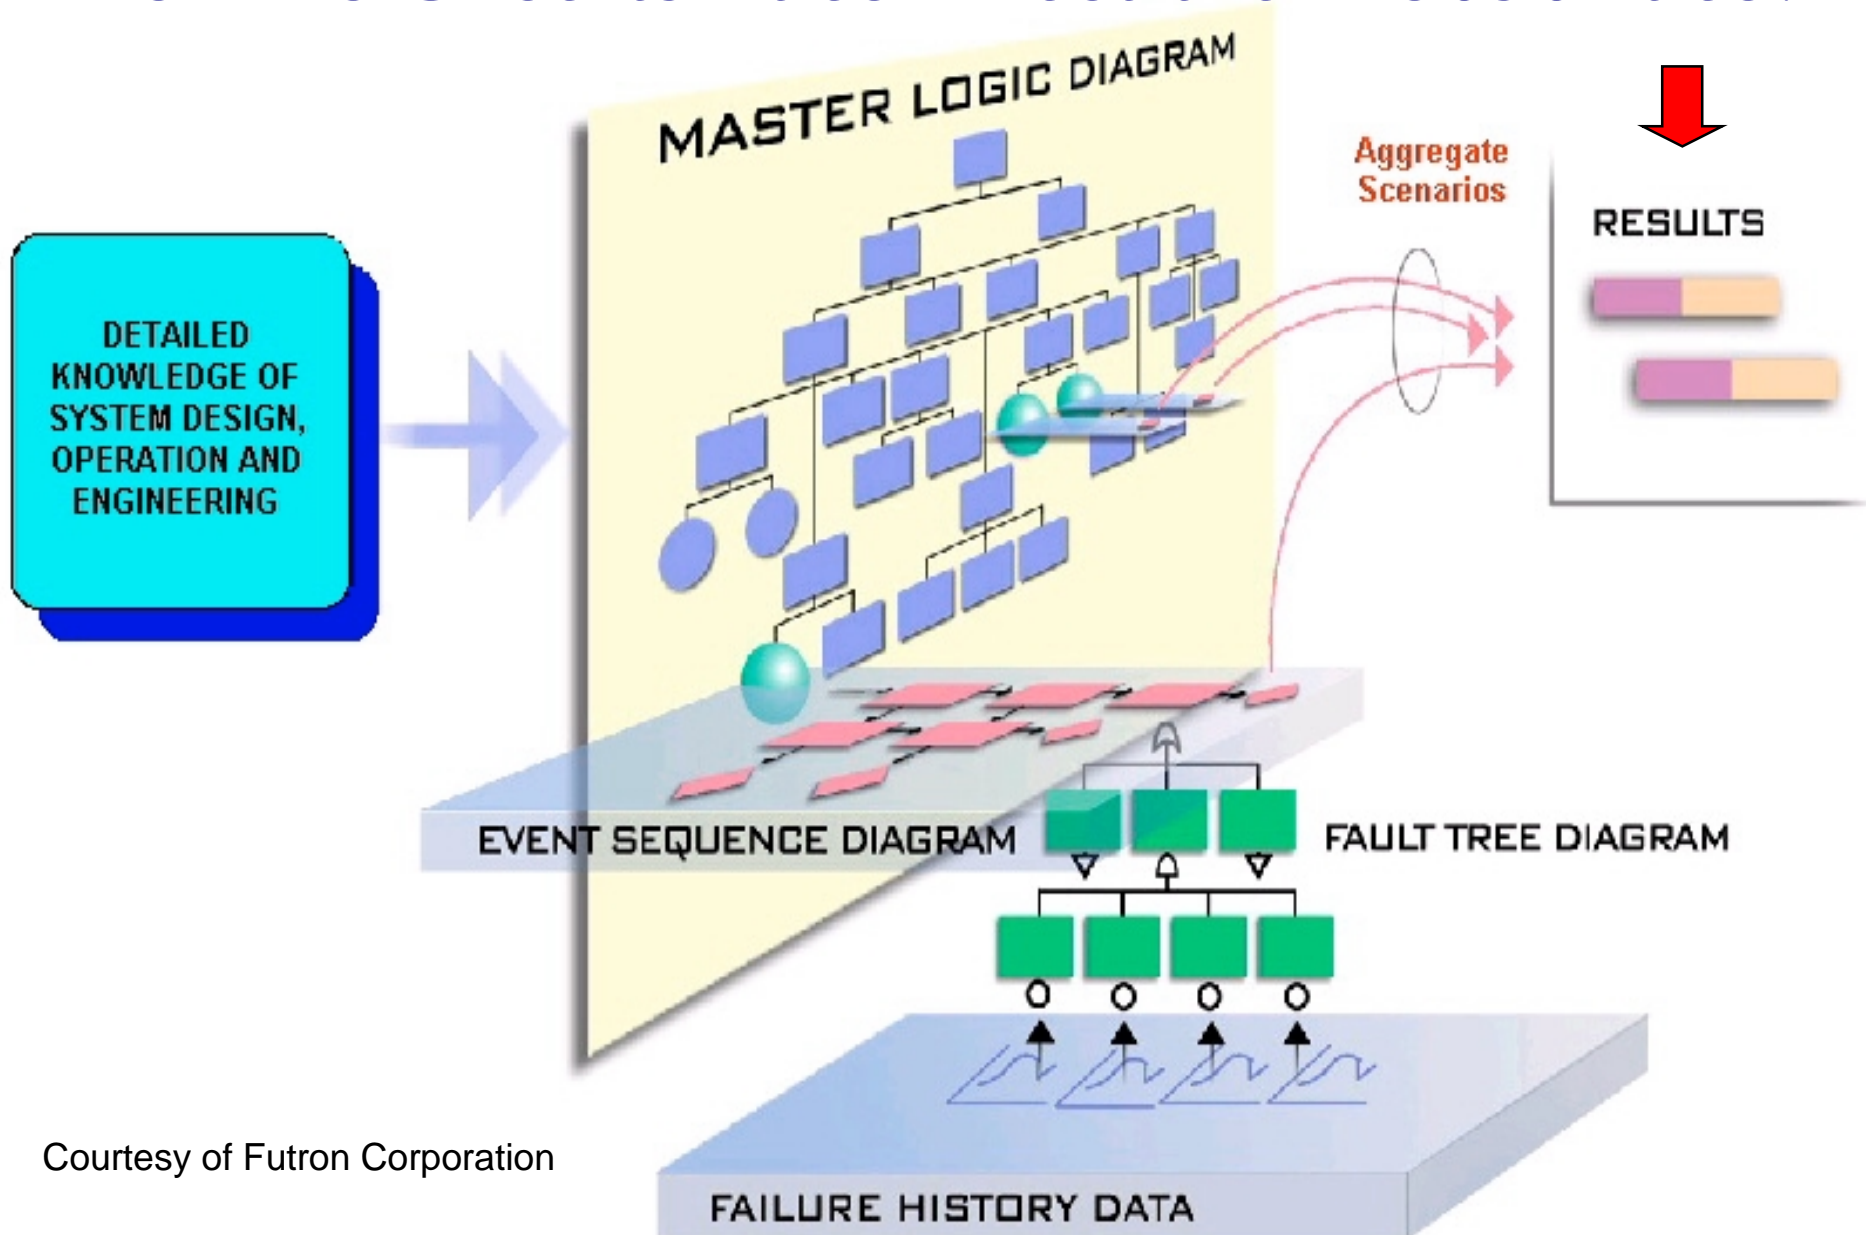 MASTER LOGIC DIAGRAM
Aggregate
Scenarios
RESULTS
DETAILED
KNOWLEDGE OF
SYSTEM DESIGN,
OPERATION AND
ENGINEERING
EVENT SEQUENCE DIAGRAM
FAULT TREE DIAGRAM
Courtesy of Futron Corporation
FAILURE HISTORY DATA